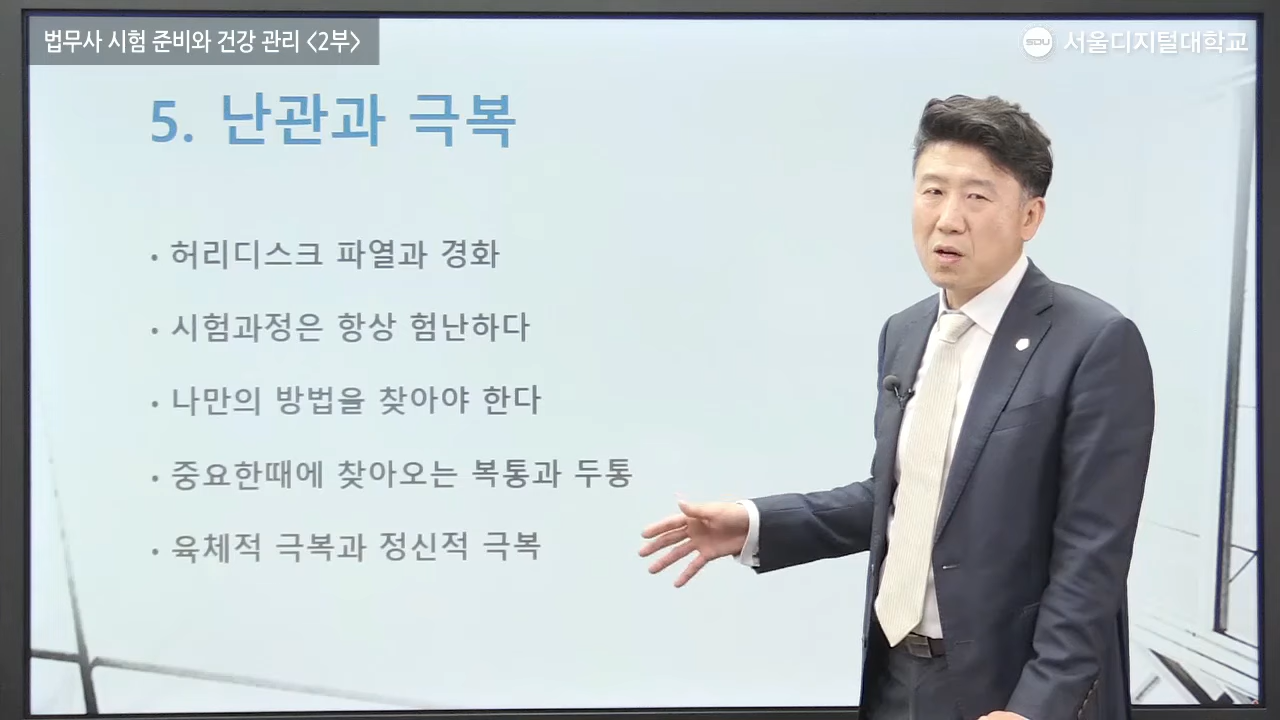 법무사 시험 준비와 건강 관리 <2부>
SDU 서울디지털대학교
5. 난관과 극복
• 허리디스크 파열과 경화
• 시험과정은 항상 험난하다
• 나만의 방법을 찾아야 한다
• 중요한때에 찾아오는 복통과 두통
• 육체적 극복과 정신적 극복